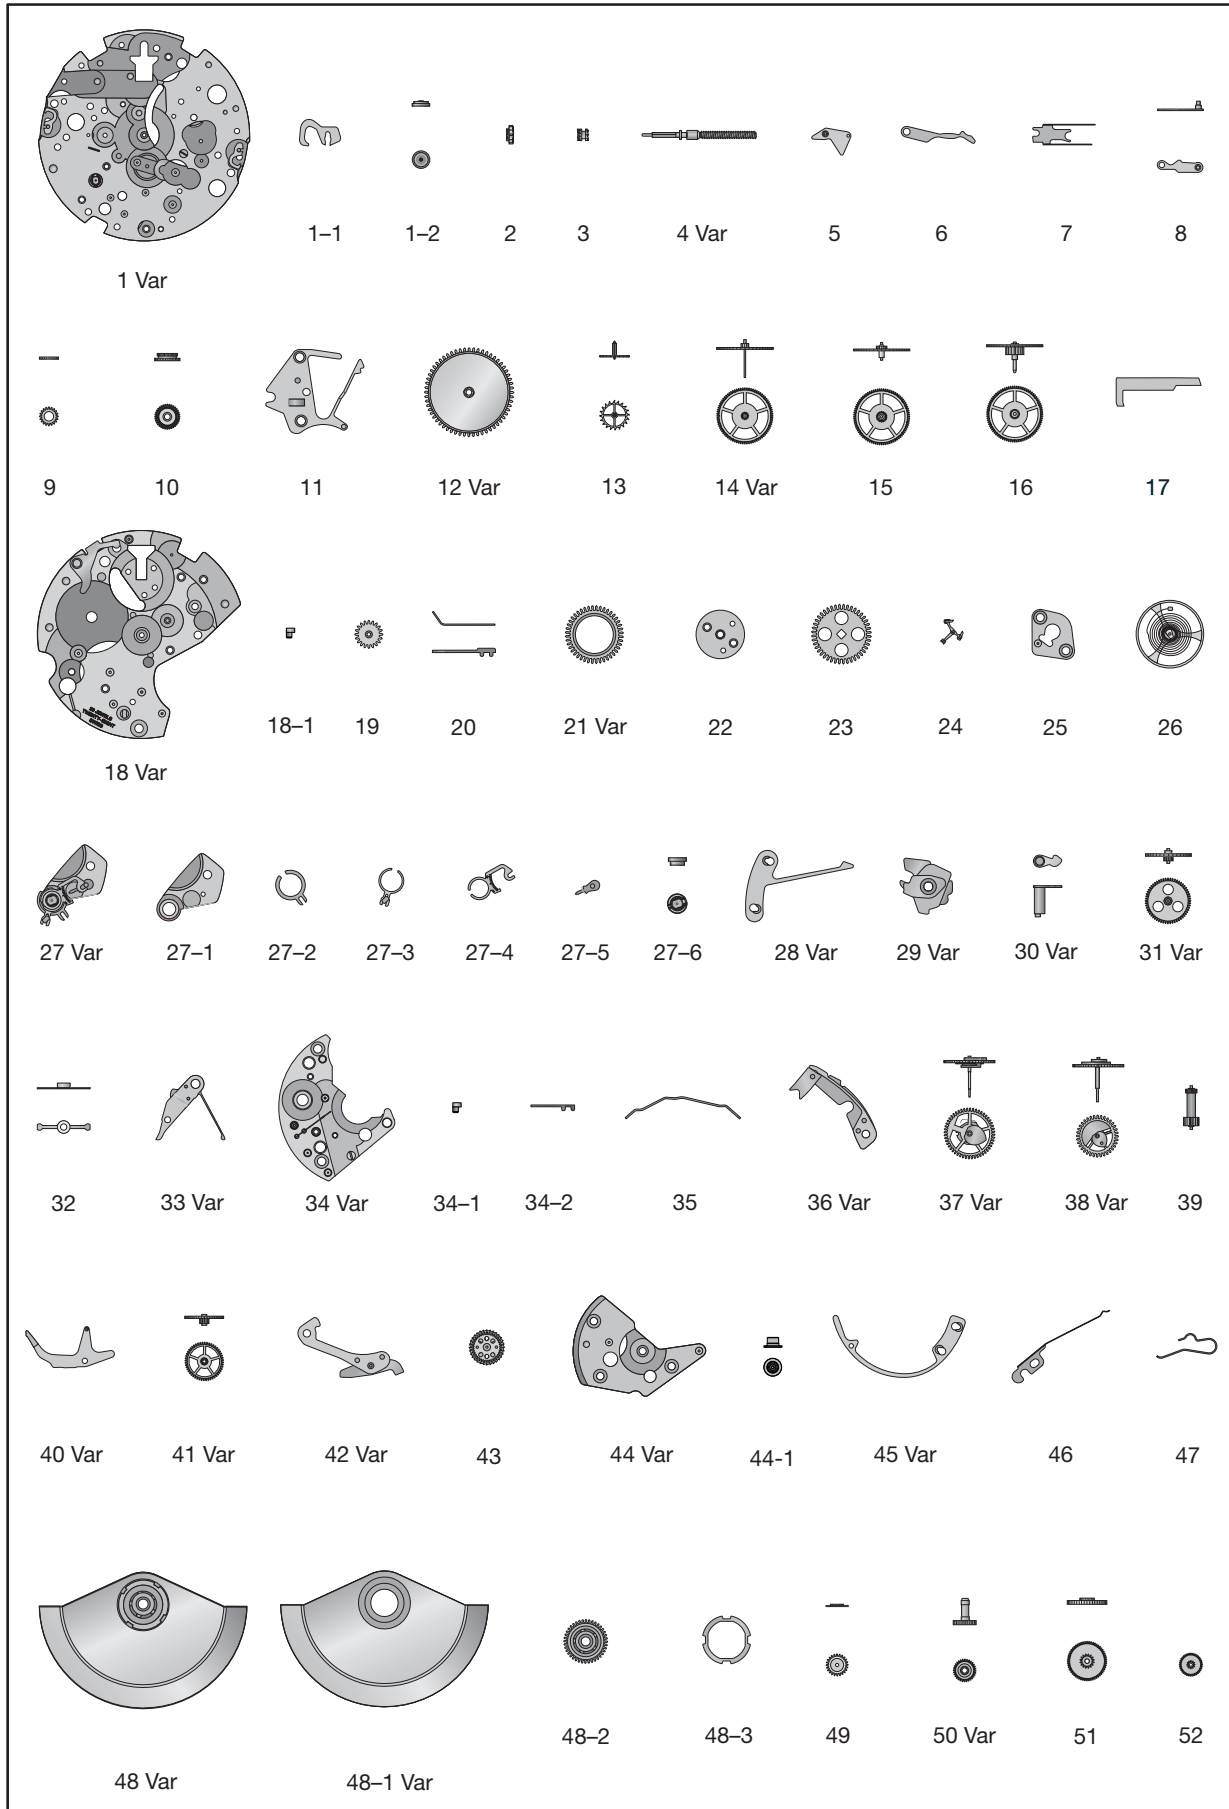 1–1 1–2 2 3 4 Var 5 6 7 8
1 Var
9 10 11 12 Var 13 14 Var 15 16 17
18–1 19 20 21 Var 22 23 24 25 26
18 Var
27 Var 27–1 27–2 27–3 27–4 27–5 27–6 28 Var 29 Var 30 Var 31 Var
32 33 Var 34 Var 34–1 34–2 35 36 Var 37 Var 38 Var 39
40 Var 41 Var 42 Var 43 44 Var 44-1 45 Var 46 47
48–2 48–3 49 50 Var 51 52
48 Var 48–1 Var